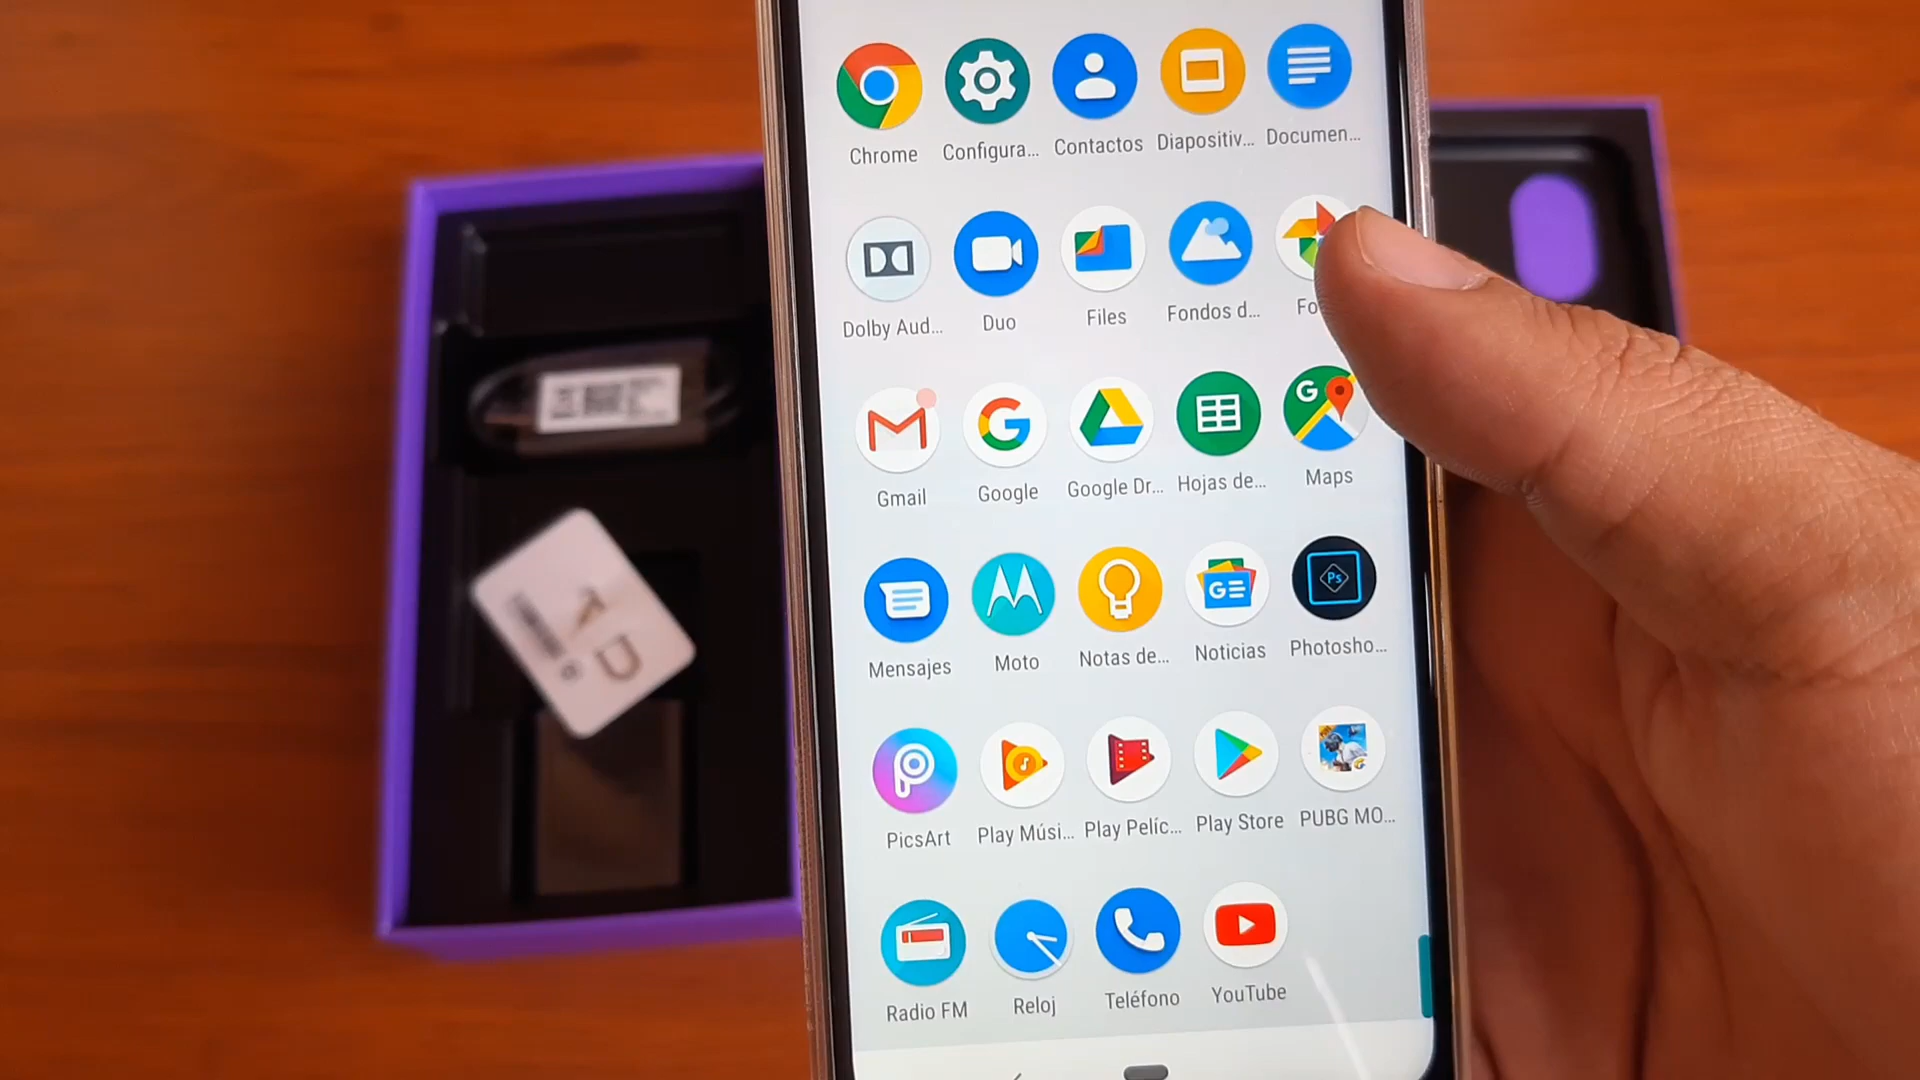 Chrome
Configura...
Contactos
Diapositiv...
Documen...
Dolby Aud...
Duo
Files
Fondos d...
Fo
Gmail
Google
Google Dr...
Hojas de...
G
Maps
Mensajes
Moto
Notas de...
GE
Noticias
Ps
Photosho...
PicsArt
Play Músi...
Play Pelíc...
Play Store
PUBG MO...
Radio FM
Reloj
Teléfono
YouTube